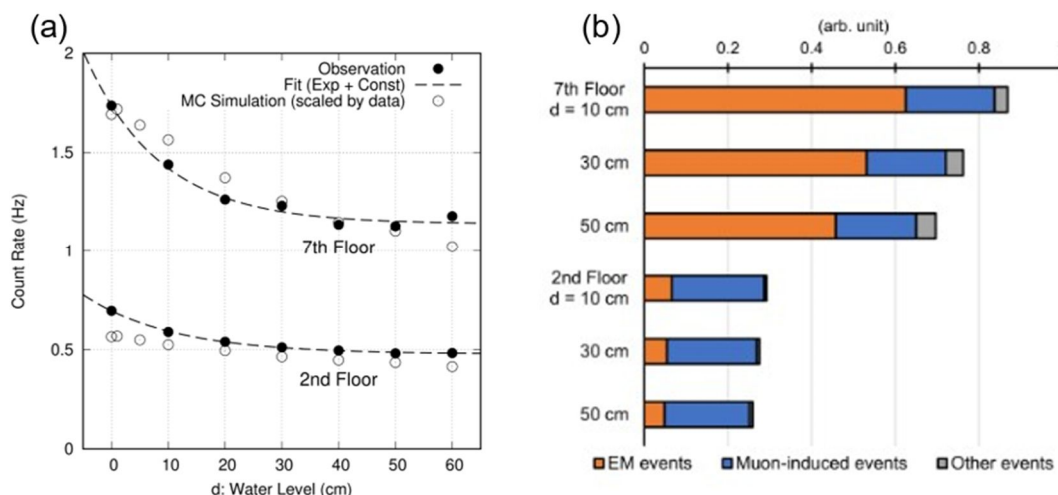 (a)
2
1.5
1
0.5
0
Count Rate (Hz)
Observation
Fit (Exp + Const)
MC Simulation (scaled by data)
7th Floor
2nd Floor
0 10 20 30 40 50 60
d: Water Level (cm)
(b)
(arb. unit)
0 0.2 0.4 0.6 0.8
7th Floor
d = 10 cm
30 cm
50 cm
2nd Floor
d = 10 cm
30 cm
50 cm
EM events Muon-induced events Other events